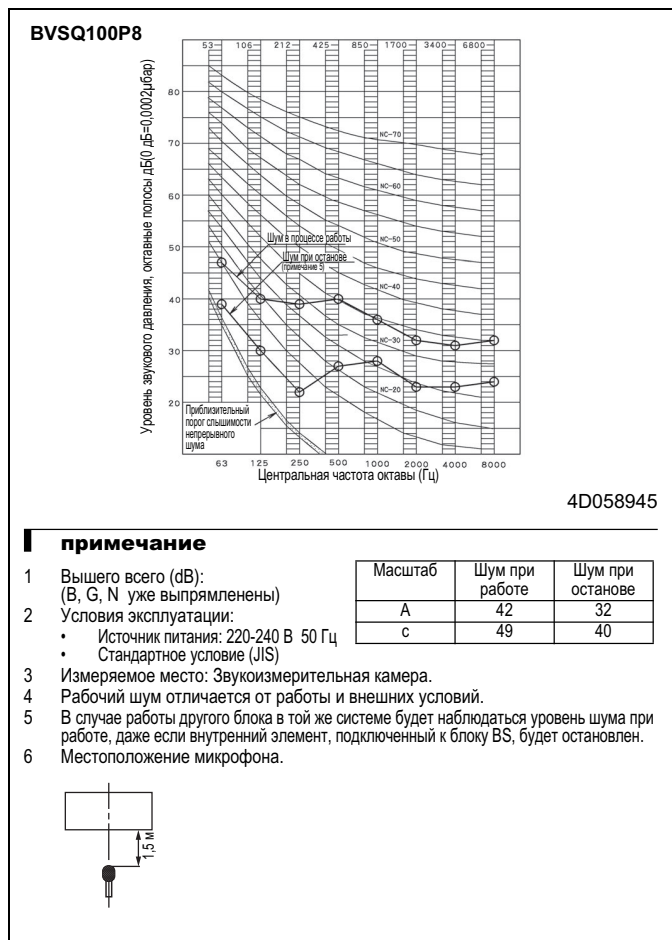 BVSQ100P8
53 106 212 425 850 1700 3400 6800
Уровень звукового давления, октавные полосы дБ(0 дБ=0,0002μбар)
80
70
60
50
40
30
20
NC-70
NC-60
NC-50
NC-40
NC-30
NC-20
Шум в процессе работы
Шум при останове
(примечание 5)
Приблизительный
порог слышимости
непрерывного
шума
63 125 250 500 1000 2000 4000 8000
Центральная частота октавы (Гц)
4D058945
примечание
1 Вышего всего (dB):
(B, G, N уже выпрямленены)
2 Условия эксплуатации:
• Источник питания: 220-240 В 50 Гц
• Стандартное условие (JIS)
Масштаб Шум при работе Шум при останове
A 42 32
c 49 40
3 Измеряемое место: Звукоизмерительная камера.
4 Рабочий шум отличается от работы и внешних условий.
5 В случае работы другого блока в той же системе будет наблюдаться уровень шума при
работе, даже если внутренний элемент, подключенный к блоку BS, будет остановлен.
6 Местоположение микрофона.
1,5 м